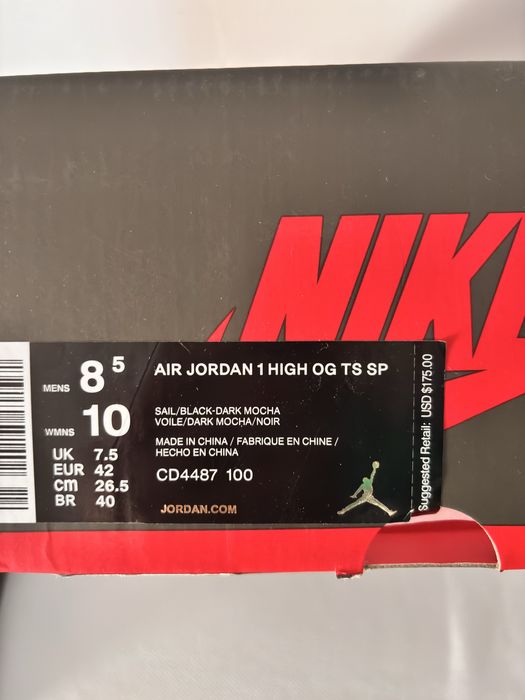 NIKE
MENS 8 5
WMNS 10
UK 7.5
EUR 42
cm 26.5
BR 40
AIR JORDAN 1 HIGH OG TS SP
SAIL/BLACK-DARK MOCHA
VOILE/DARK MOCHA/NOIR
MADE IN CHINA / FABRIQUE EN CHINE /
HECHO EN CHINA
CD4487 100
JORDAN.COM
Suggested Retail: USD $175.00